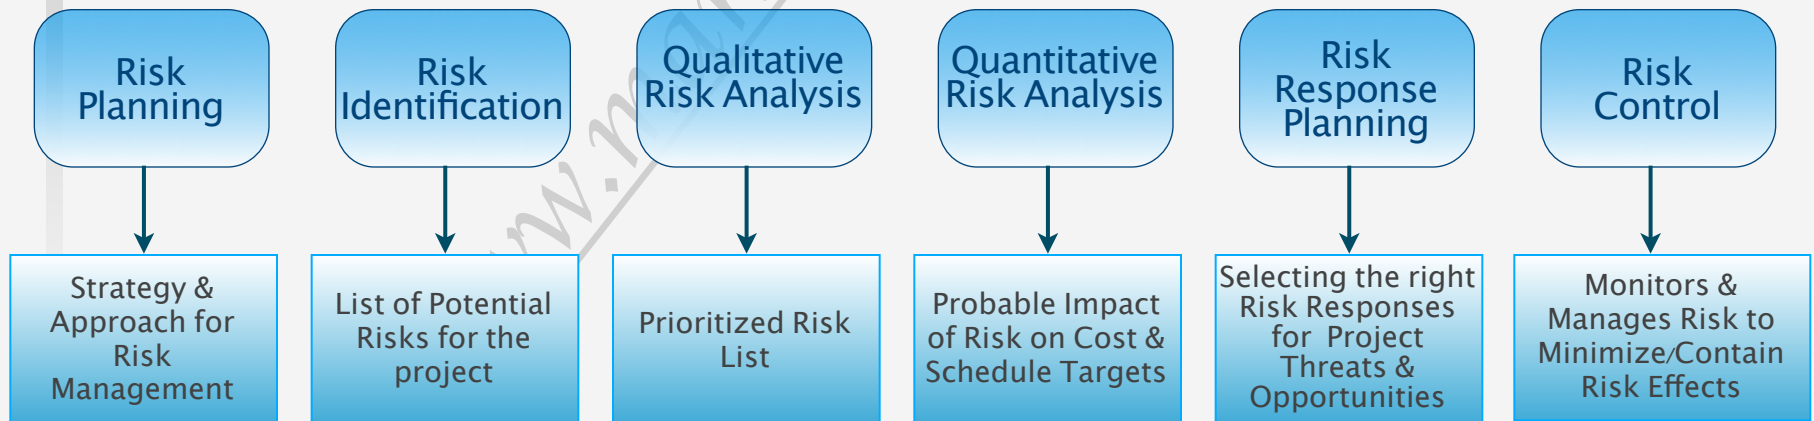 Risk
Planning
Risk
Identification
Qualitative
Risk Analysis
Quantitative
Risk Analysis
Risk
Response
Planning
Risk
Control
Strategy &
Approach for
Risk
Management
List of Potential
Risks for the
project
Prioritized Risk
List
Probable Impact
of Risk on Cost &
Schedule Targets
Selecting the right
Risk Responses
for Project
Threats &
Opportunities
Monitors &
Manages Risk to
Minimize/Contain
Risk Effects